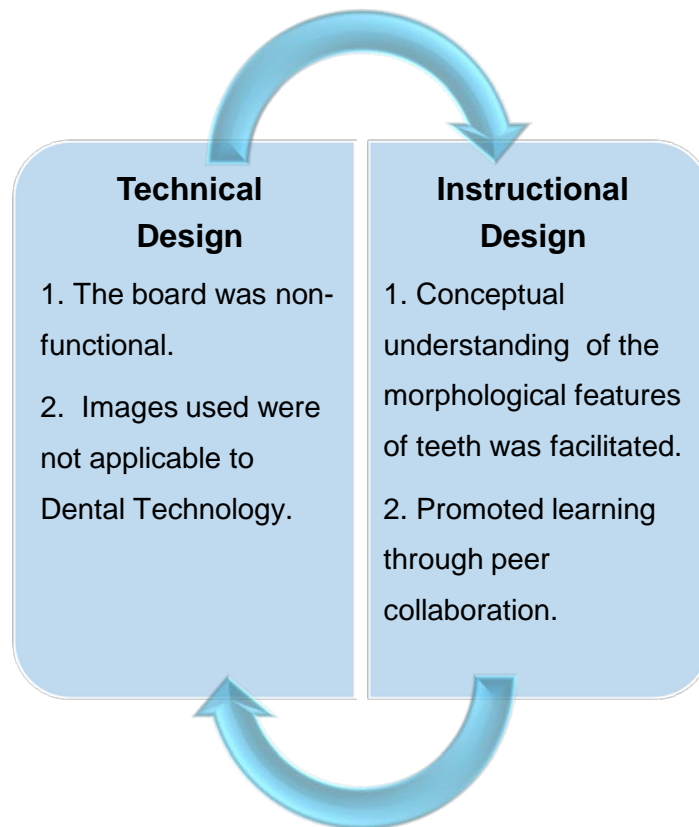 Technical
Design
1. The board was non-
functional.
2. Images used were
not applicable to
Dental Technology.
Instructional
Design
1. Conceptual
understanding of the
morphological features
of teeth was facilitated.
2. Promoted learning
through peer
collaboration.